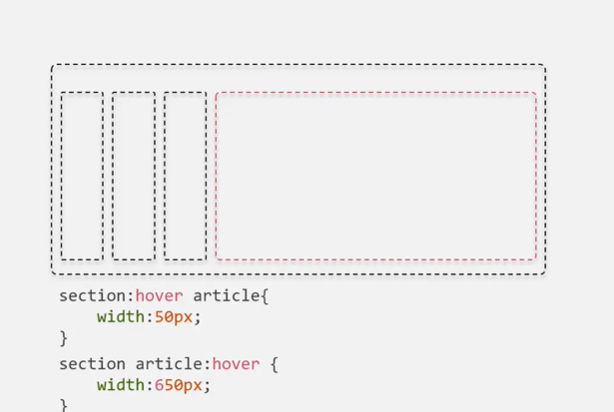 section:hover article{
width:50px;
}
section article:hover {
width:650px;
}